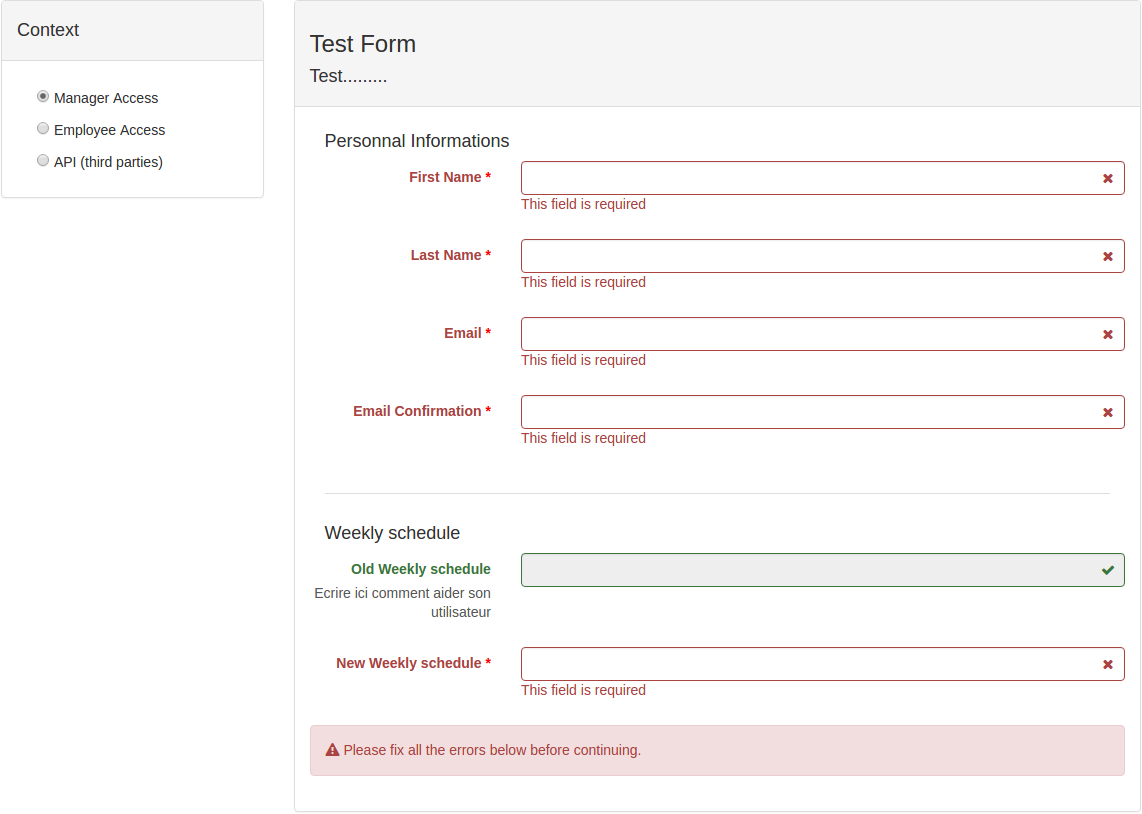 Context
Manager Access
Employee Access
API (third parties)
Test Form
Test.........
Personnal Informations
First Name *
This field is required
Last Name *
This field is required
Email *
This field is required
Email Confirmation *
This field is required
Weekly schedule
Old Weekly schedule
Ecrire ici comment aider son
utilisateur
New Weekly schedule *
This field is required
Please fix all the errors below before continuing.